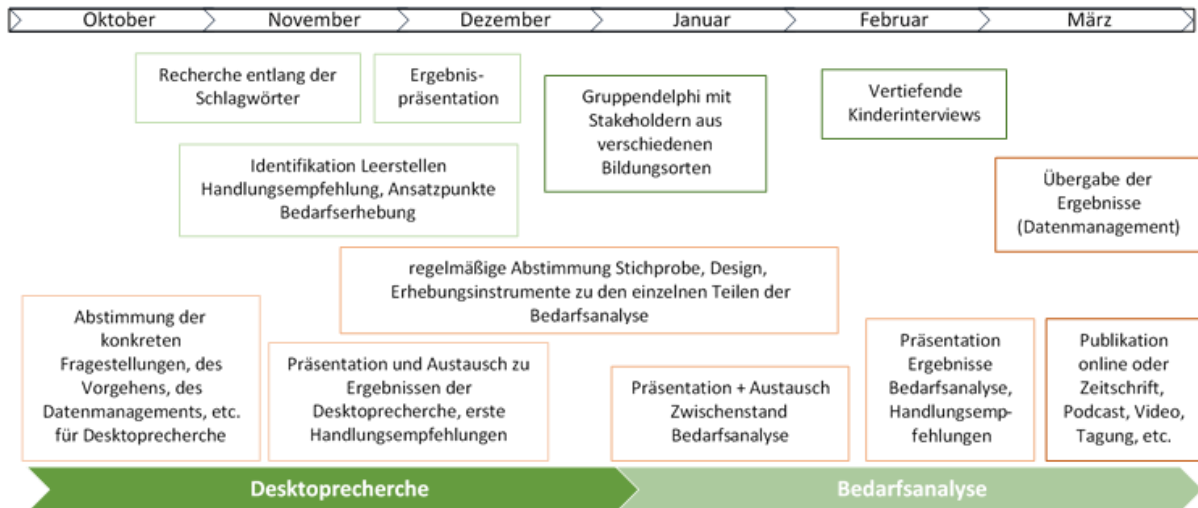 Oktober
November
Dezember
Januar
Februar
März
Recherche entlang der
Schlagwörter
Ergebnis-
präsentation
Gruppendelphi mit
Stakeholdern aus
verschiedenen
Bildungsorten
Vertiefende
Kinderinterviews
Identifikation Leerstellen
Handlungsempfehlung, Ansatzpunkte
Bedarfserhebung
Übergabe der
Ergebnisse
(Datenmanagement)
regelmäßige Abstimmung Stichprobe, Design,
Erhebungsinstrumente zu den einzelnen Teilen der
Bedarfsanalyse
Abstimmung der
konkreten
Fragestellungen, des
Vorgehens, des
Datenmanagements, etc.
für Desktoprecherche
Präsentation und Austausch zu
Ergebnissen der
Desktoprecherche, erste
Handlungsempfehlungen
Präsentation + Austausch
Zwischenstand
Bedarfsanalyse
Präsentation
Ergebnisse
Bedarfsanalyse,
Handlungsemp-
fehlungen
Publikation
online oder
Zeitschrift,
Podcast, Video,
Tagung, etc.
Desktoprecherche
Bedarfsanalyse